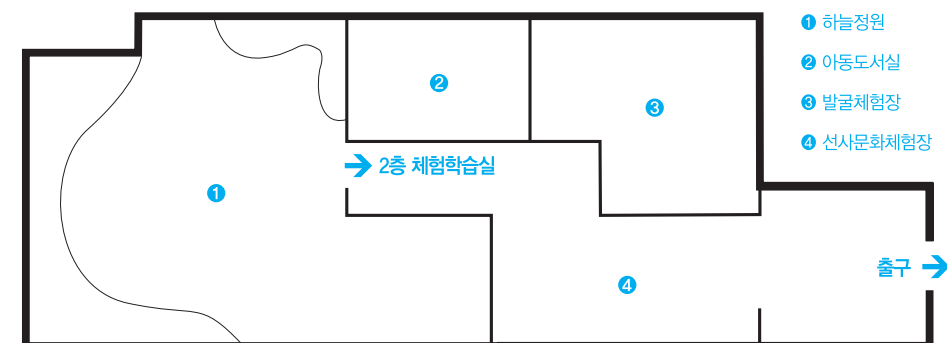 ❶ 하늘정원
❷ 아동도서실
❸ 발굴체험장
❹ 선사문화체험장
❷
❸
→ 2층 체험학습실
❶
출구 →
❹